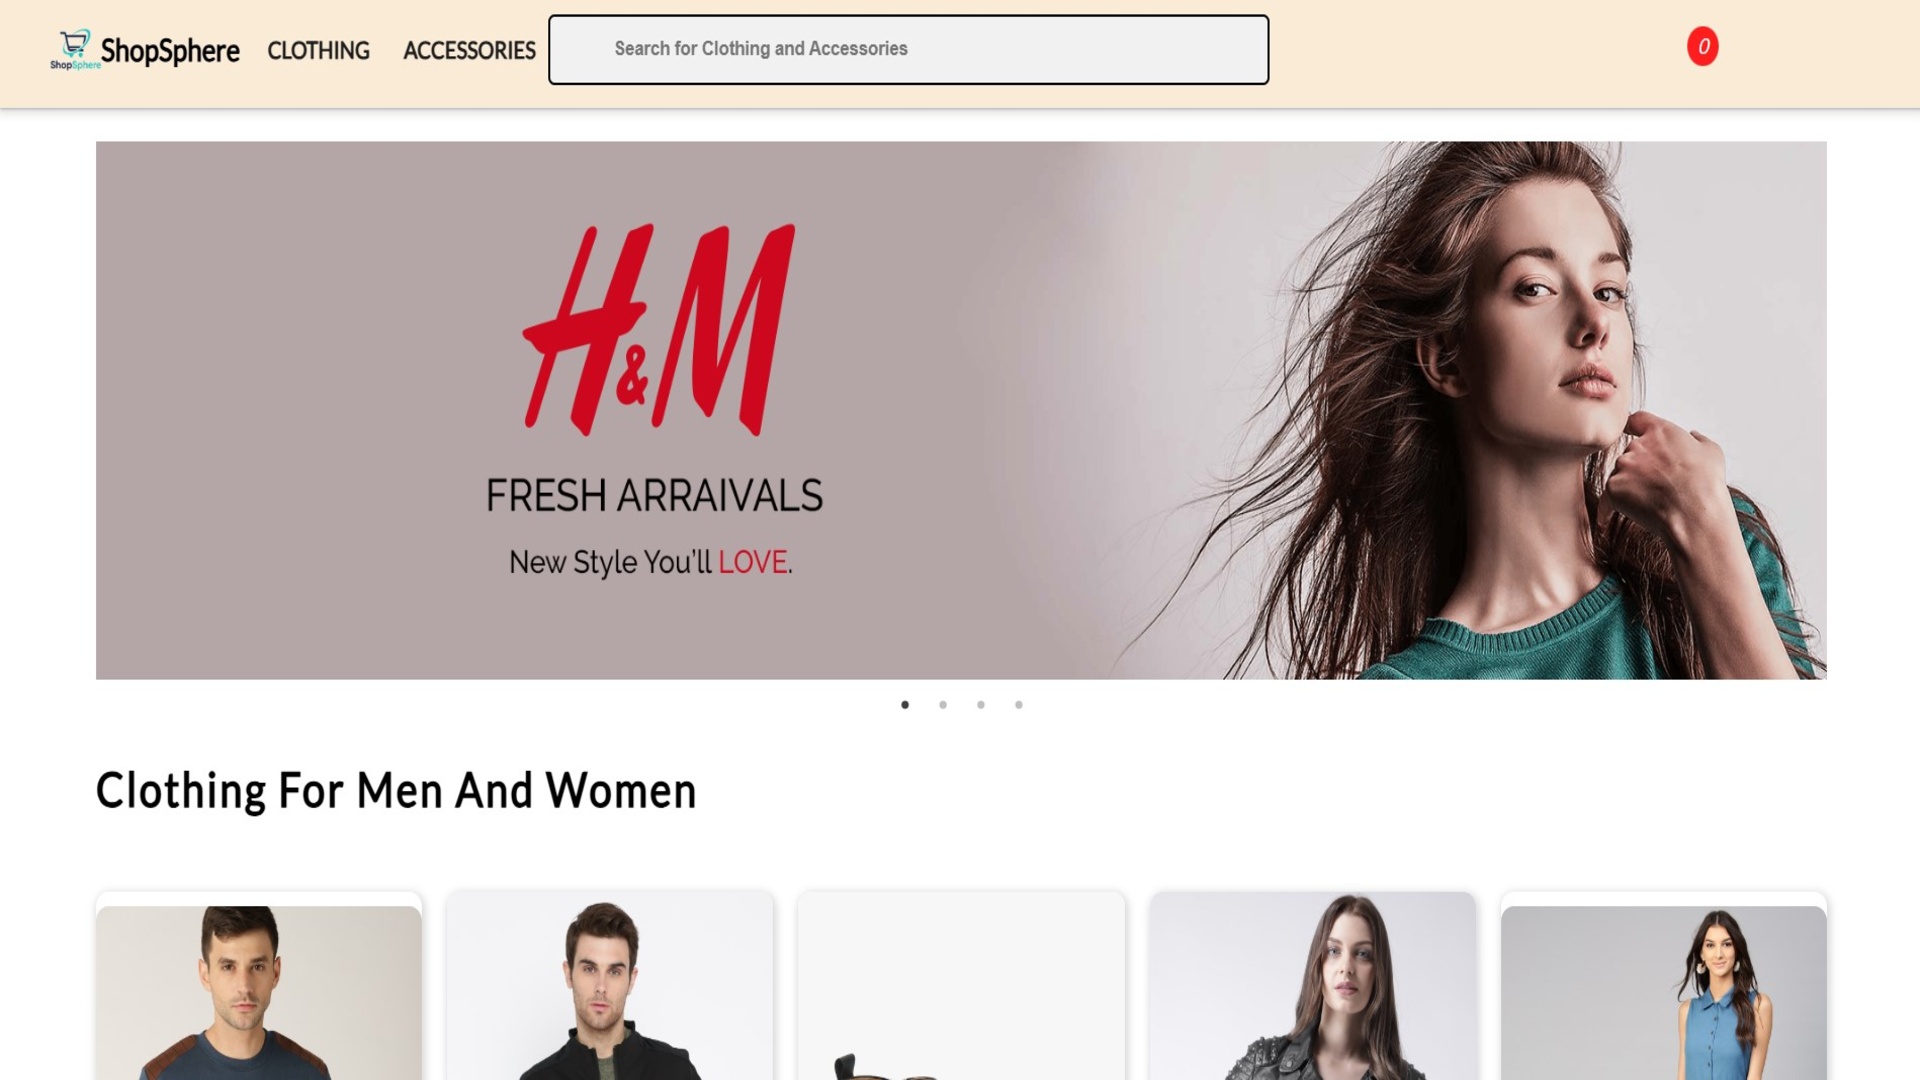 ShopSphere ShopSphere CLOTHING ACCESSORIES Search for Clothing and Accessories 0
H&M
FRESH ARRAIVALS
New Style You'll LOVE.
Clothing For Men And Women